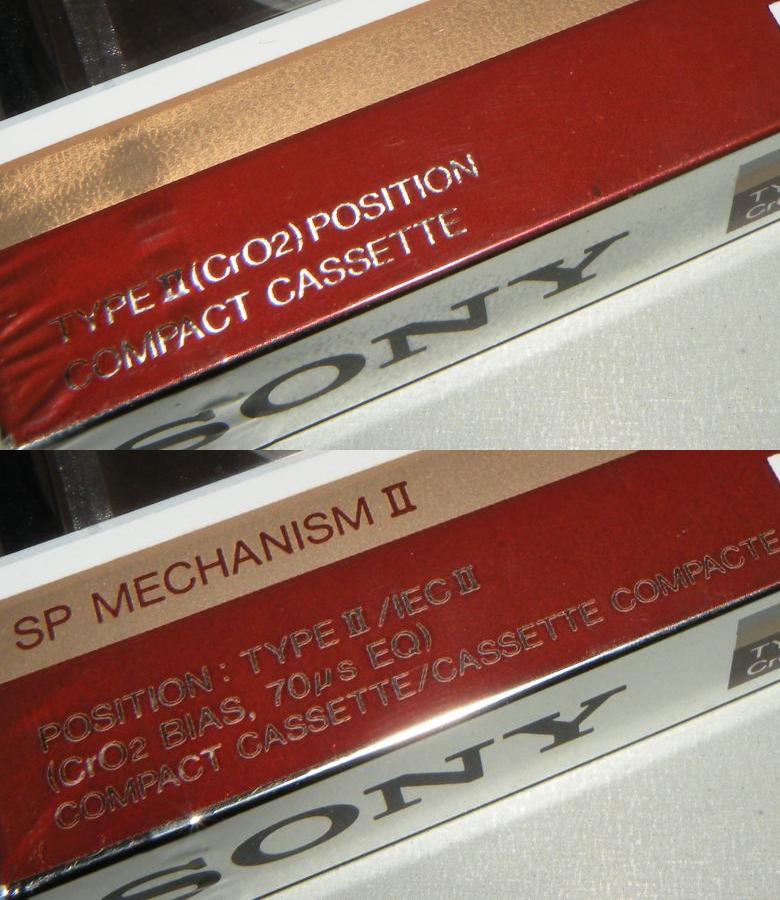 TYPE II (CrO2) POSITION
COMPACT CASSETTE
SONY
SP MECHANISM II
POSITION : TYPE II /IEC II
(CrO2 BIAS, 70μs EQ)
COMPACT CASSETTE/CASSETTE COMPACTE
SONY